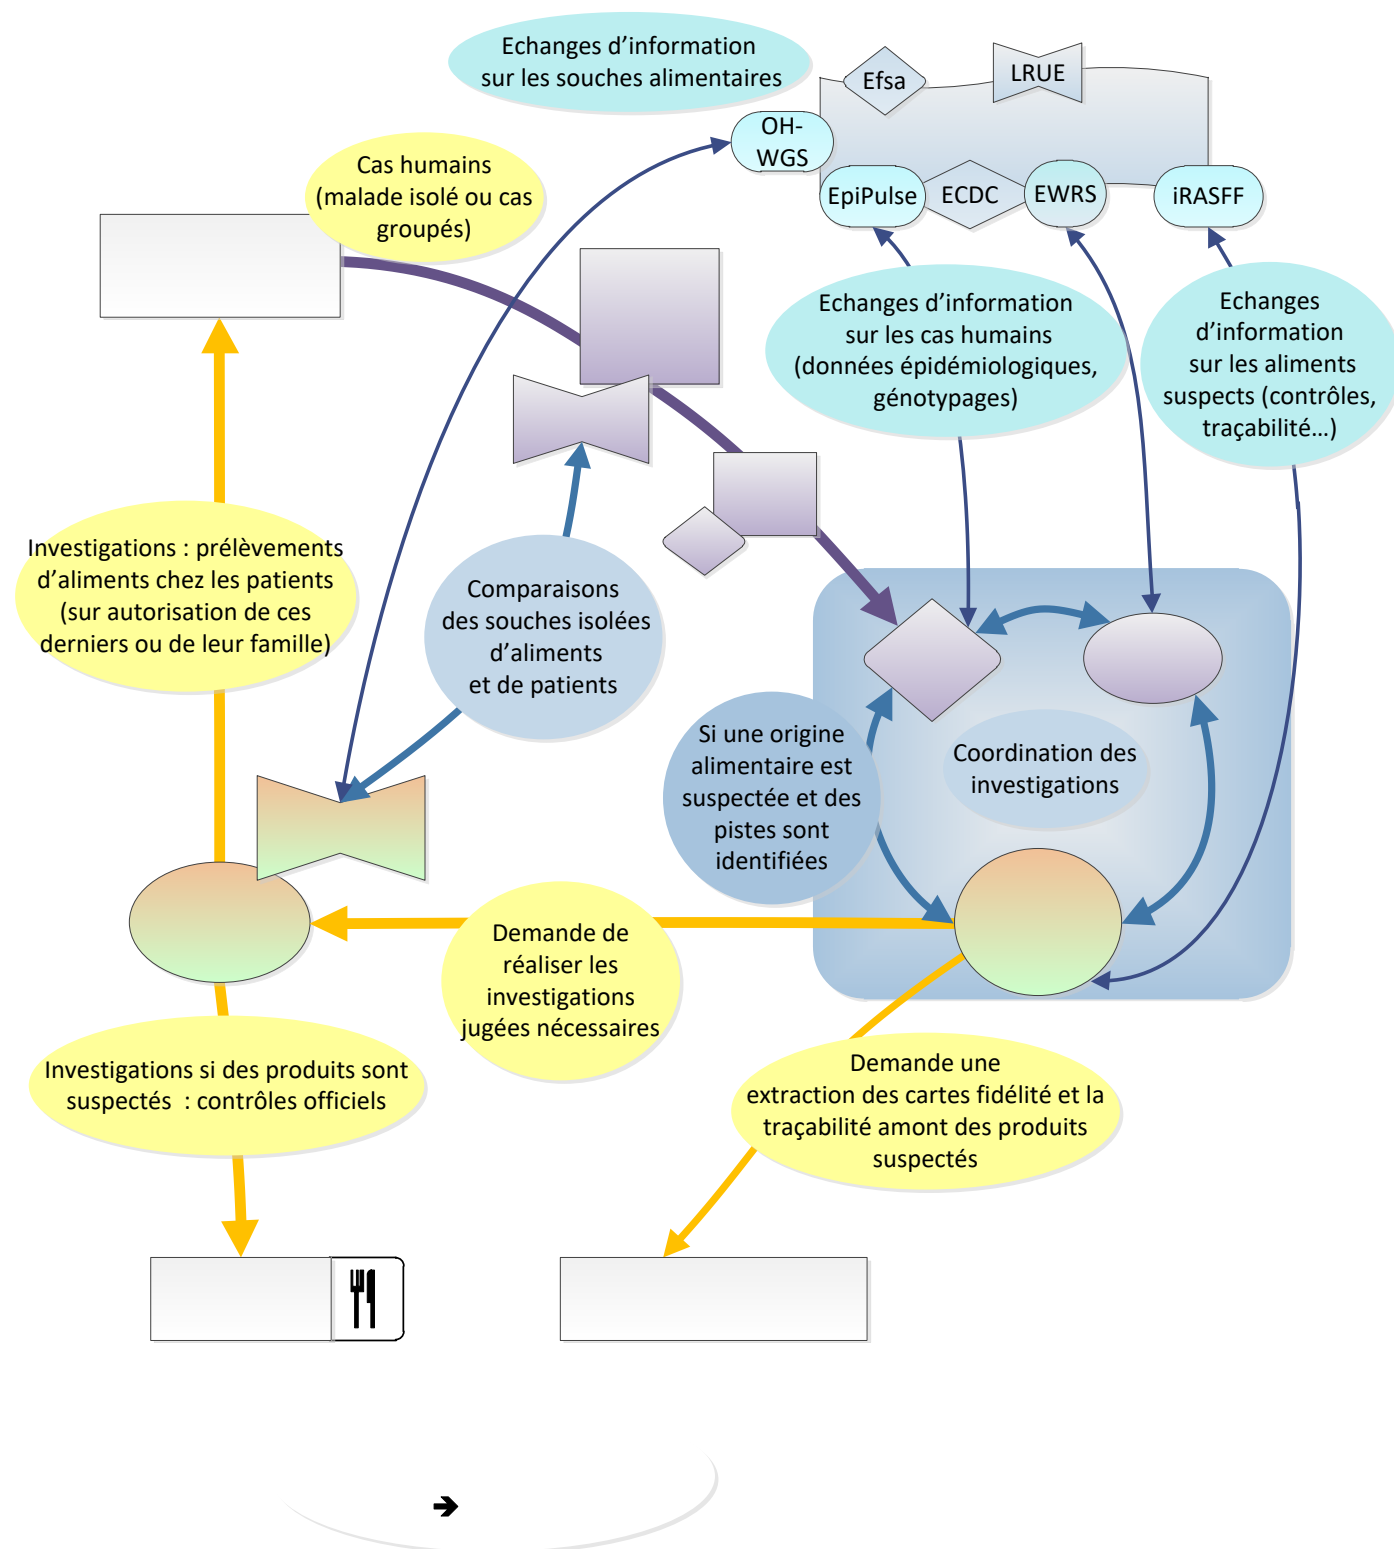 Echanges d’information
sur les souches alimentaires
Efsa
LRUE
OH-
WGS
EpiPulse
ECDC
EWRS
iRASFF
Cas humains
(malade isolé ou cas
groupés)
Echanges d’information
sur les cas humains
(données épidémiologiques,
génotypages)
Echanges
d’information
sur les aliments
suspects (contrôles,
traçabilité…)
Investigations : prélèvements
d’aliments chez les patients
(sur autorisation de ces
derniers ou de leur famille)
Comparaisons
des souches isolées
d’aliments
et de patients
Si une origine
alimentaire est
suspectée et des
pistes sont
identifiées
Coordination des
investigations
Demande de
réaliser les
investigations
jugées nécessaires
Investigations si des produits sont
suspectés  : contrôles officiels
Demande une
extraction des cartes fidélité et la
traçabilité amont des produits
suspectés